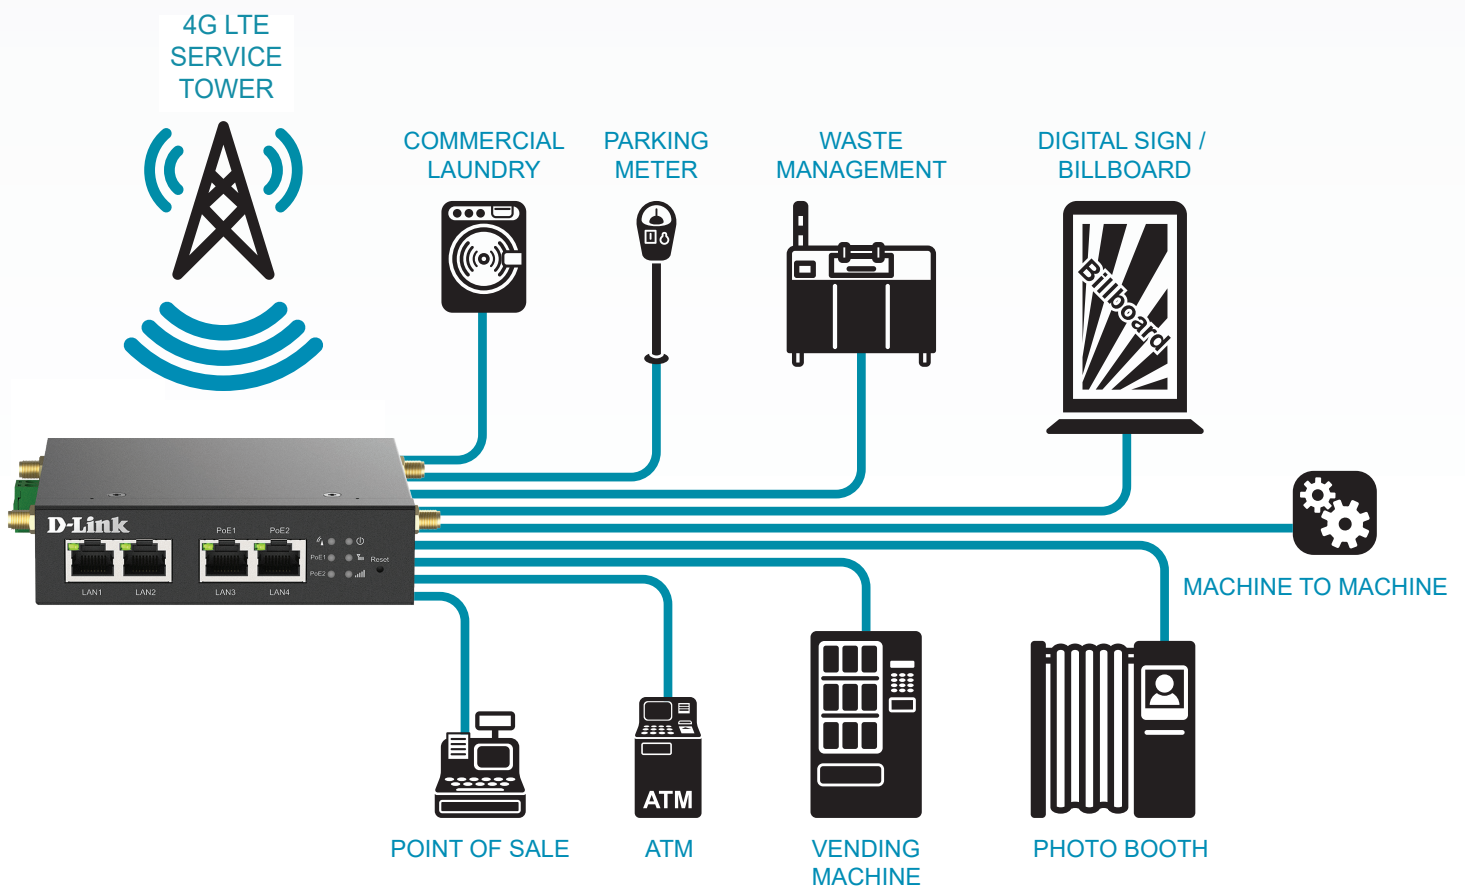 4G LTE
SERVICE
TOWER
COMMERCIAL
LAUNDRY
PARKING
METER
WASTE
MANAGEMENT
DIGITAL SIGN /
BILLBOARD
Billboard
D-Link
PoE1
PoE2
PoE1
Reset
PoE2
LAN1
LAN2
LAN3
LAN4
MACHINE TO MACHINE
ATM
POINT OF SALE
ATM
VENDING
MACHINE
PHOTO BOOTH